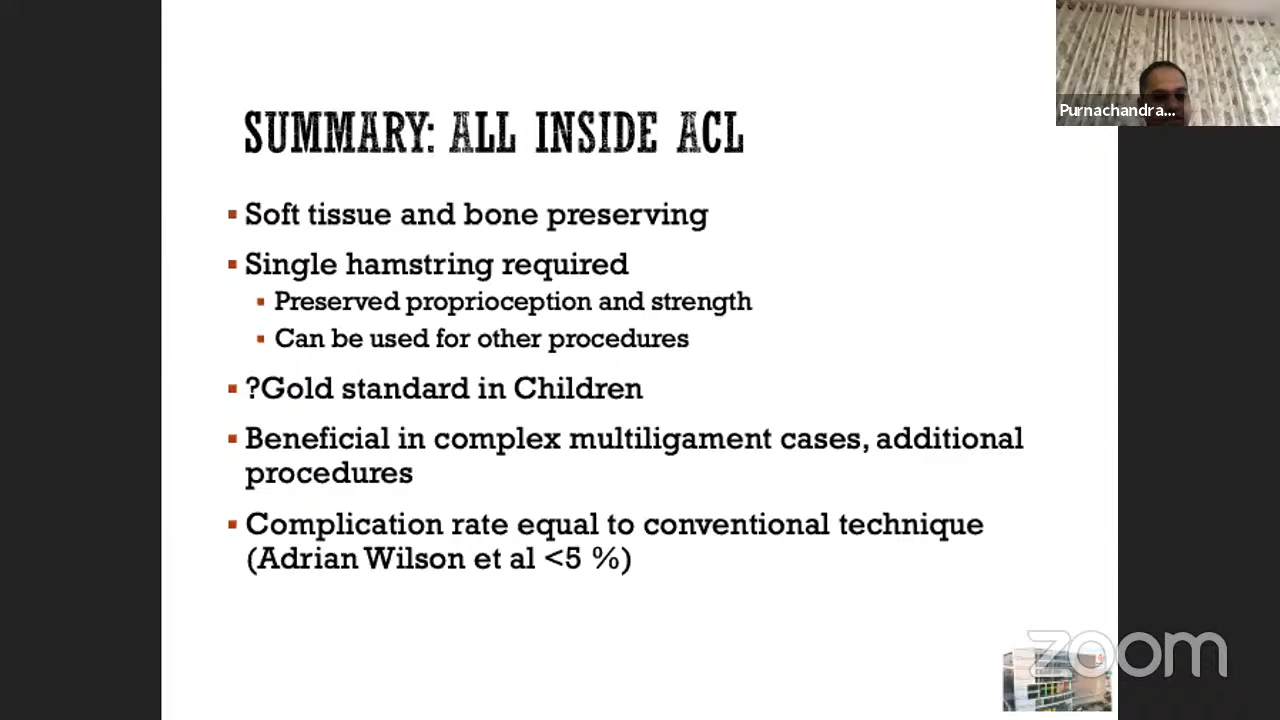 Purnachandra...
SUMMARY: ALL INSIDE ACL
▪ Soft tissue and bone preserving
▪ Single hamstring required
▪ Preserved proprioception and strength
▪ Can be used for other procedures
▪ ?Gold standard in Children
▪ Beneficial in complex multiligament cases, additional
procedures
▪ Complication rate equal to conventional technique
(Adrian Wilson et al <5 %)
zoom